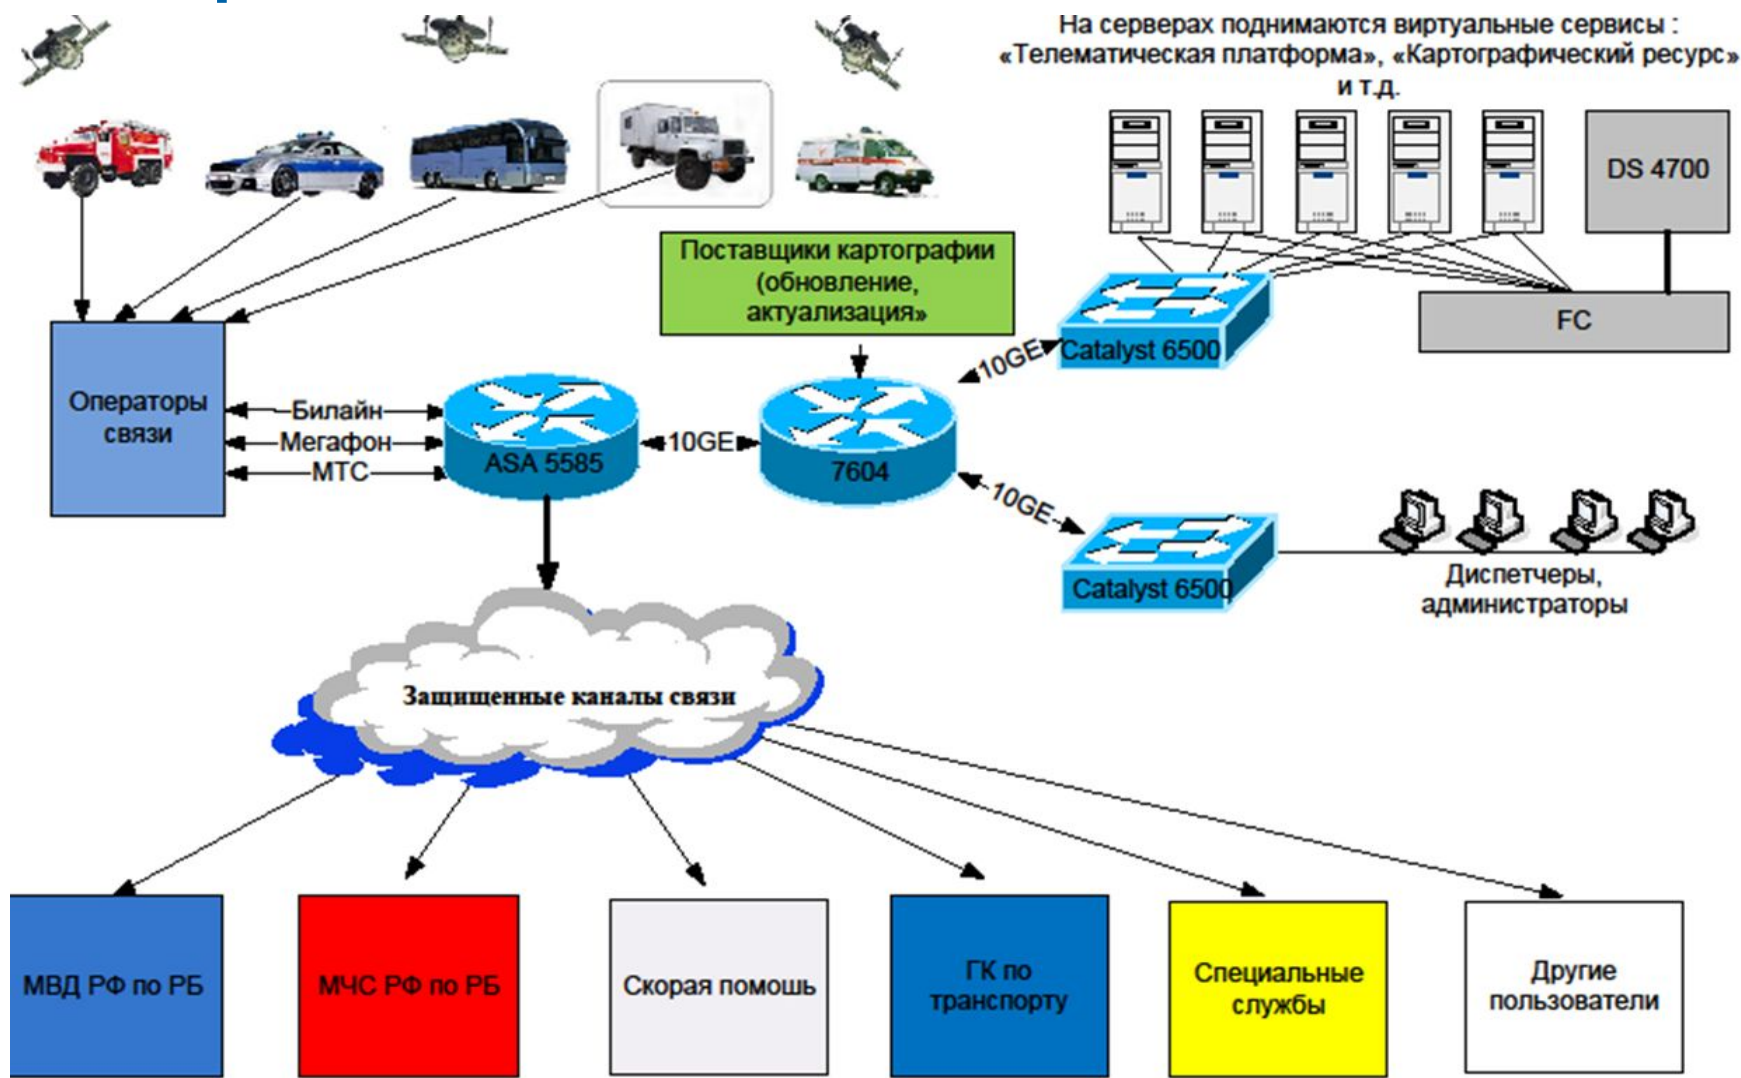 На серверах поднимаются виртуальные сервисы :
«Телематическая платформа», «Картографический ресурс»
и т.д.
DS 4700
FC
Поставщики картографии
(обновление,
актуализация»
Catalyst 6500
10GE
Операторы
связи
Билайн
Мегафон
МТС
ASA 5585
10GE
7604
10GE
Catalyst 6500
Диспетчеры,
администраторы
Защищенные каналы связи
МВД РФ по РБ
МЧС РФ по РБ
Скорая помошь
ГК по
транспорту
Специальные
службы
Другие
пользователи